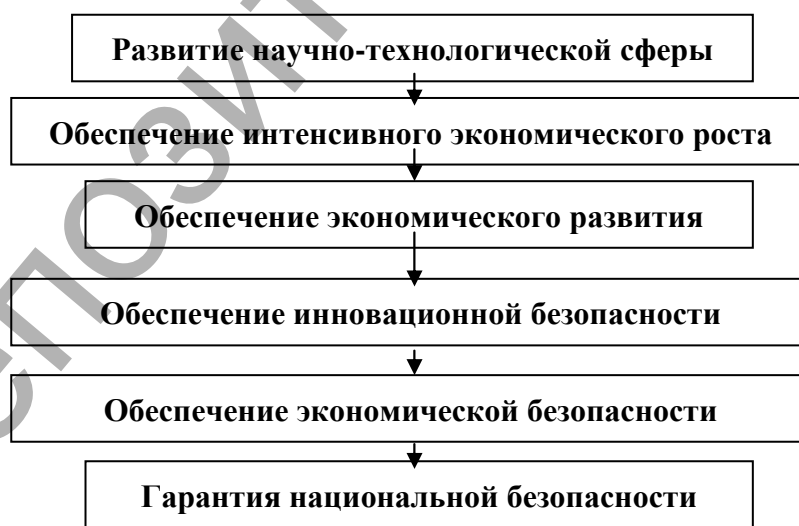 Развитие научно-технологической сферы
Обеспечение интенсивного экономического роста
Обеспечение экономического развития
Обеспечение инновационной безопасности
Обеспечение экономической безопасности
Гарантия национальной безопасности